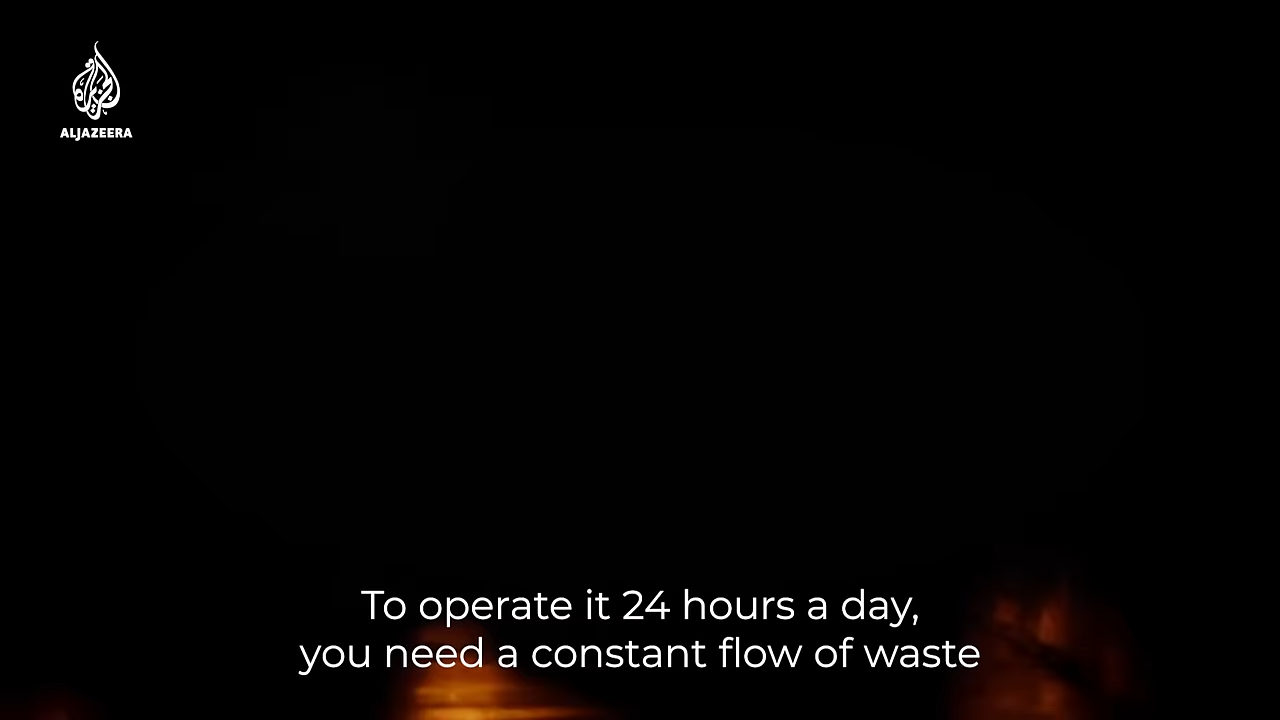 ALJAZEERA
To operate it 24 hours a day,
you need a constant flow of waste